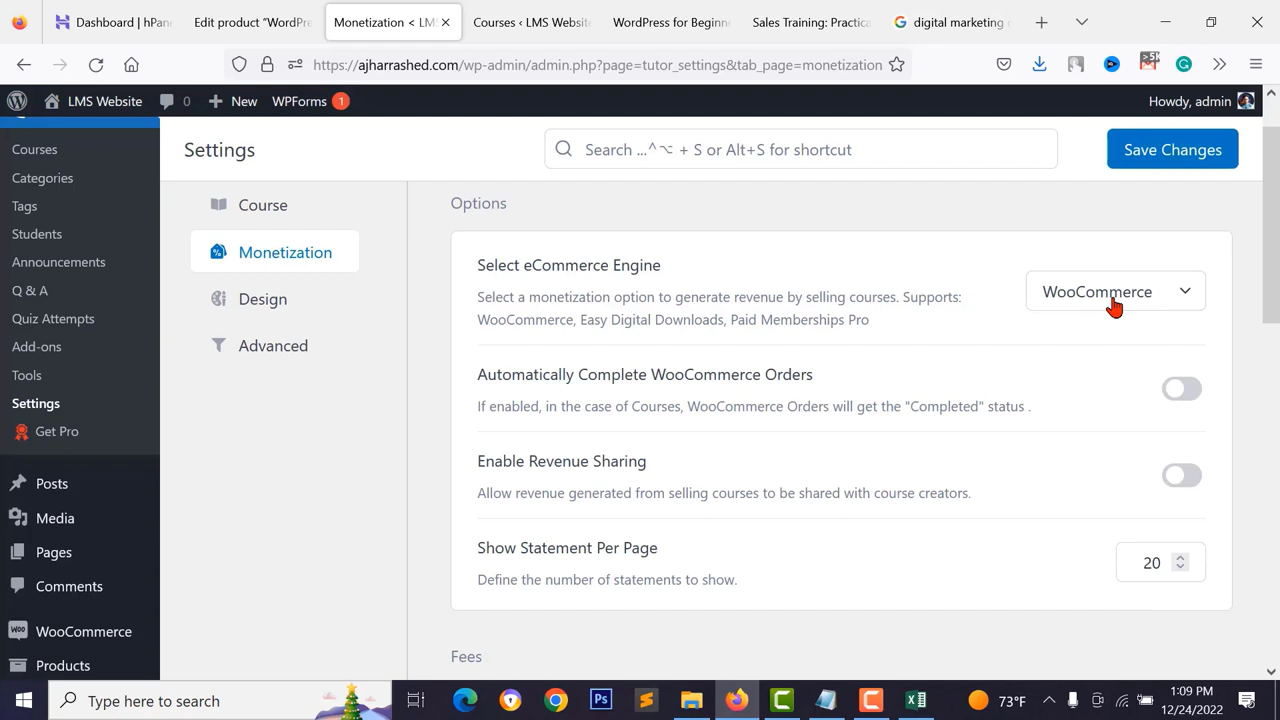 Dashboard | hPan
Edit product “WordPre
Monetization < LMS
Courses ‹ LMS Website
WordPress for Beginne
Sales Training: Practica
digital marketing c
https://ajharrashed.com/wp-admin/admin.php?page=tutor_settings&tab_page=monetization
LMS Website
0
New
WPForms 1
Howdy, admin
Courses
Categories
Tags
Students
Announcements
Q & A
Quiz Attempts
Add-ons
Tools
Settings
Get Pro
Posts
Media
Pages
Comments
WooCommerce
Products
Settings
Search ...^⌥ + S or Alt+S for shortcut
Save Changes
Course
Monetization
Design
Advanced
Options
Select eCommerce Engine
Select a monetization option to generate revenue by selling courses. Supports:
WooCommerce, Easy Digital Downloads, Paid Memberships Pro
WooCommerce
Automatically Complete WooCommerce Orders
If enabled, in the case of Courses, WooCommerce Orders will get the "Completed" status .
Enable Revenue Sharing
Allow revenue generated from selling courses to be shared with course creators.
Show Statement Per Page
Define the number of statements to show.
20
Fees
Type here to search
73°F
1:09 PM
12/24/2022